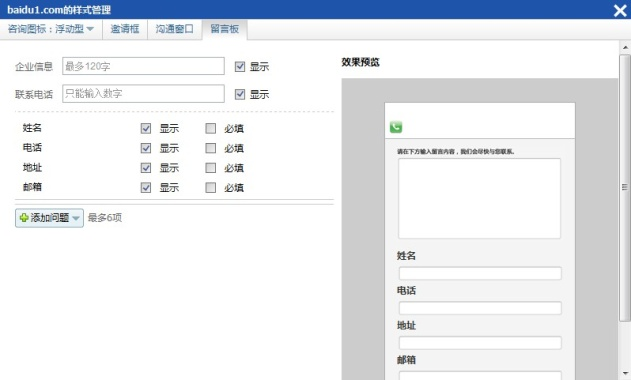 baidu1.com的样式管理
咨询图标：浮动型 邀请框 沟通窗口 留言板
企业信息 最多120字 显示
联系电话 只能输入数字 显示
姓名 显示 必填
电话 显示 必填
地址 显示 必填
邮箱 显示 必填
添加问题 最多6项
效果预览
请在下方输入留言内容，我们会尽快与您联系。
姓名
电话
地址
邮箱